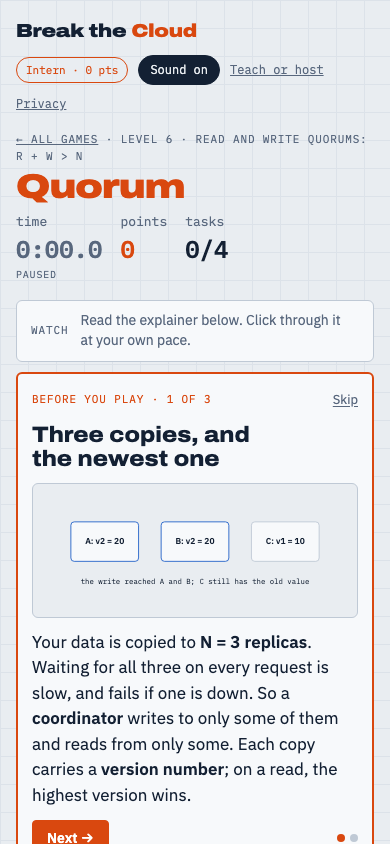 Break the Cloud
Intern · 0 pts
Sound on
Teach or host
Privacy
← ALL GAMES · LEVEL 6 · READ AND WRITE QUORUMS:
R + W > N
Quorum
time points tasks
0:00.0 0 0/4
PAUSED
WATCH
Read the explainer below. Click through it
at your own pace.
BEFORE YOU PLAY · 1 OF 3
Skip
Three copies, and
the newest one
A: v2 = 20
B: v2 = 20
C: v1 = 10
the write reached A and B; C still has the old value
Your data is copied to N = 3 replicas.
Waiting for all three on every request is
slow, and fails if one is down. So a
coordinator writes to only some of them
and reads from only some. Each copy
carries a version number; on a read, the
highest version wins.
Next →